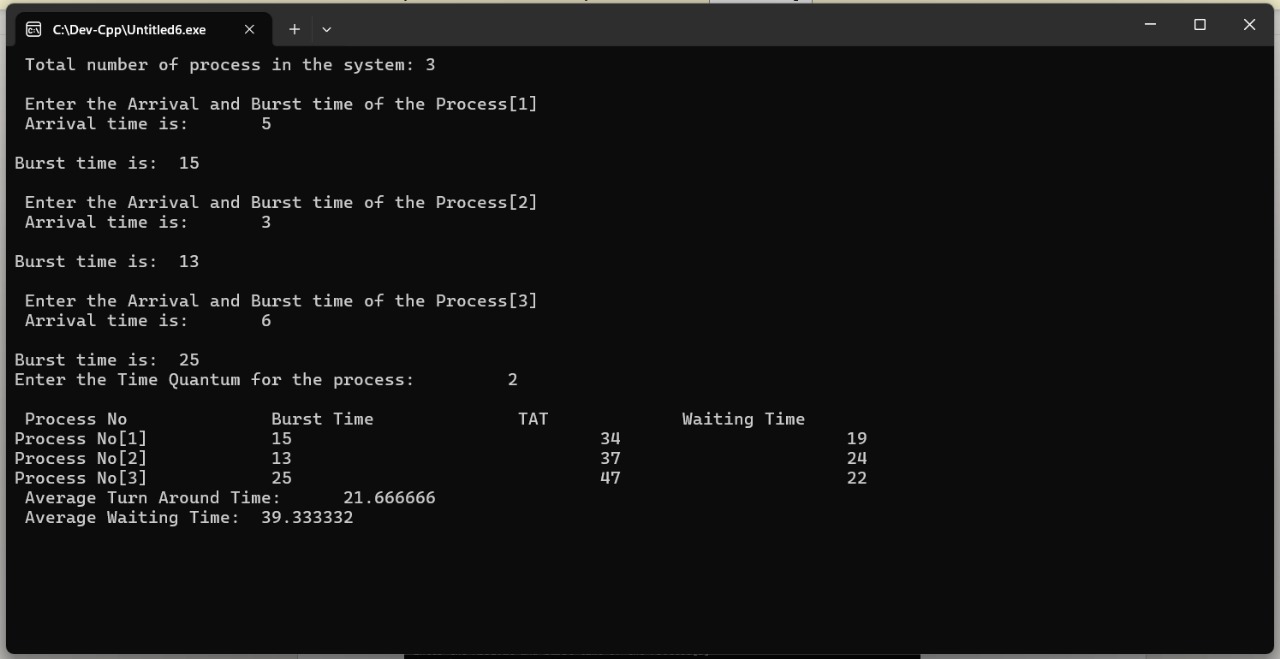 C:\Dev-Cpp\Untitled6.exe
Total number of process in the system: 3
Enter the Arrival and Burst time of the Process[1]
Arrival time is: 5
Burst time is: 15
Enter the Arrival and Burst time of the Process[2]
Arrival time is: 3
Burst time is: 13
Enter the Arrival and Burst time of the Process[3]
Arrival time is: 6
Burst time is: 25
Enter the Time Quantum for the process: 2
Process No Burst Time TAT Waiting Time
Process No[1] 15 34 19
Process No[2] 13 37 24
Process No[3] 25 47 22
Average Turn Around Time: 21.666666
Average Waiting Time: 39.333332